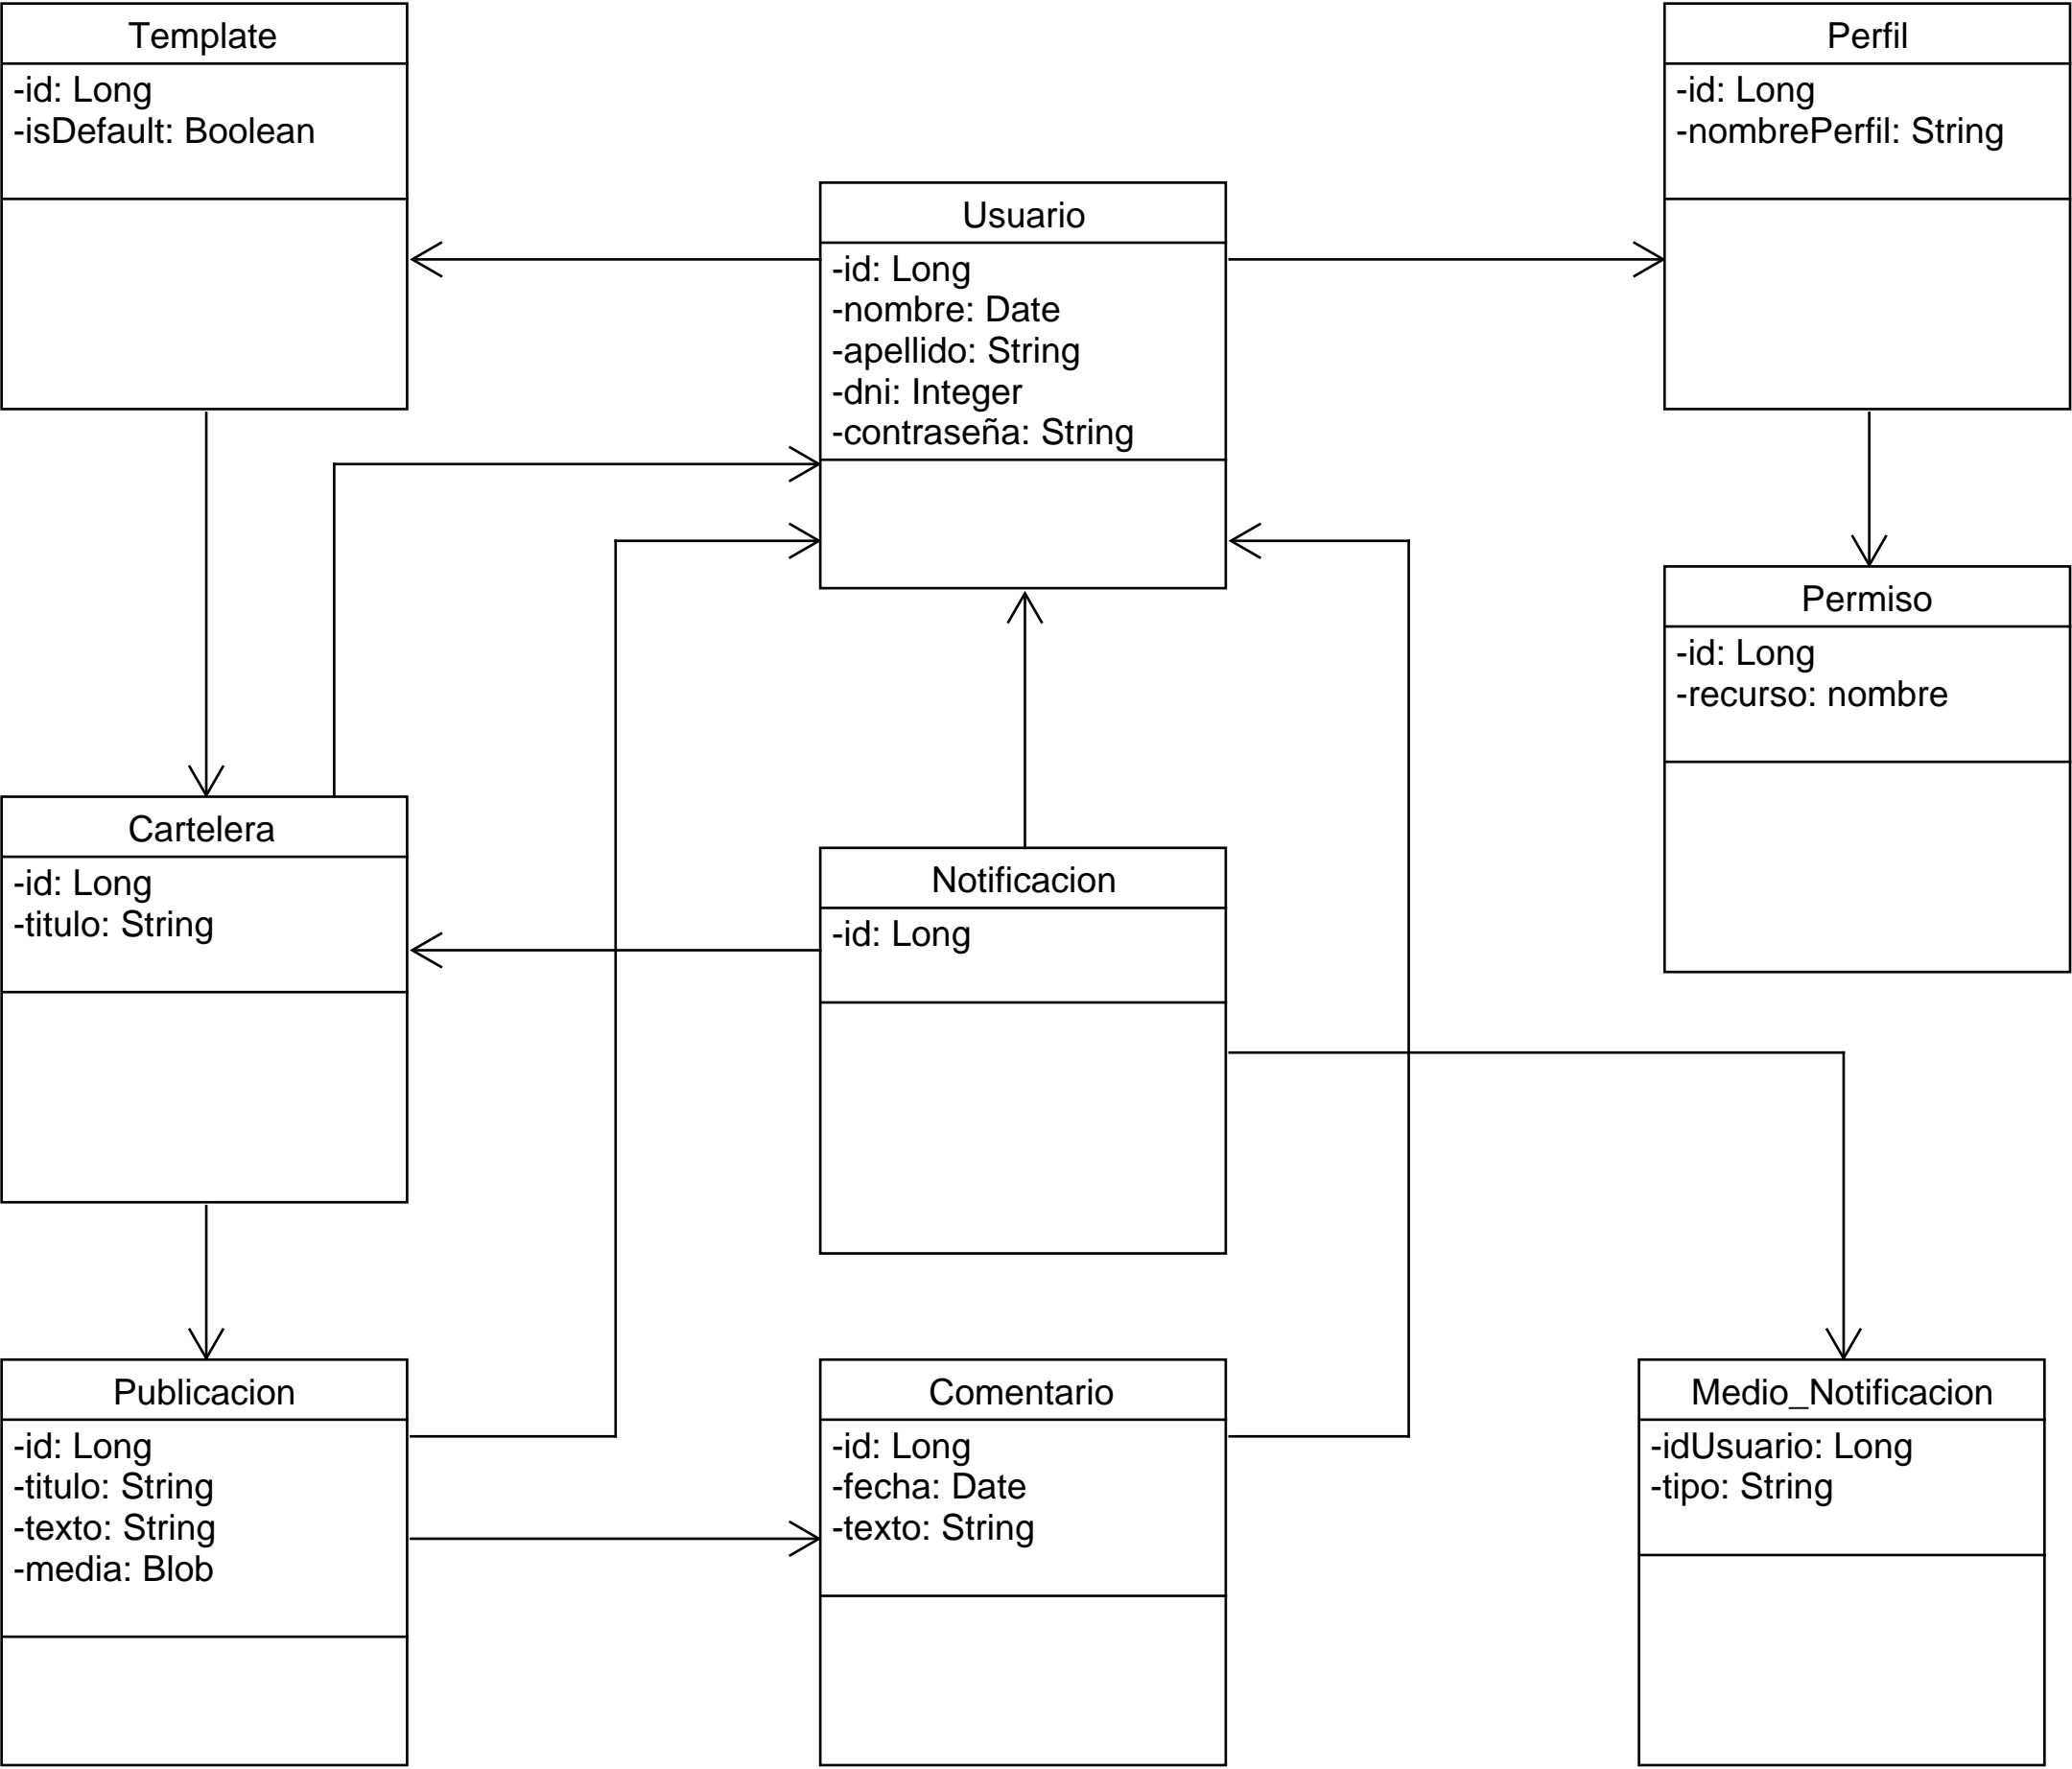 Template
-id: Long
-isDefault: Boolean
Perfil
-id: Long
-nombrePerfil: String
Usuario
-id: Long
-nombre: Date
-apellido: String
-dni: Integer
-contraseña: String
Permiso
-id: Long
-recurso: nombre
Cartelera
-id: Long
-titulo: String
Notificacion
-id: Long
Publicacion
-id: Long
-titulo: String
-texto: String
-media: Blob
Comentario
-id: Long
-fecha: Date
-texto: String
Medio_Notificacion
-idUsuario: Long
-tipo: String